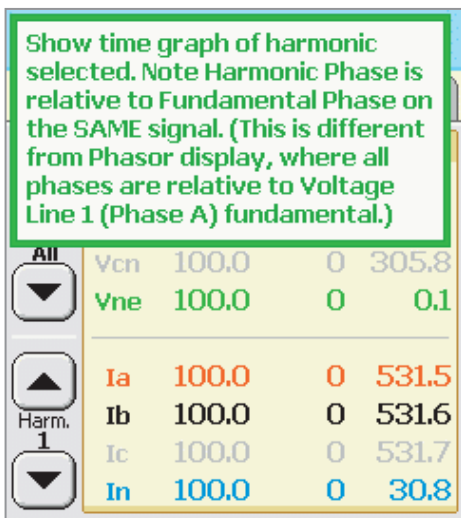 Show time graph of harmonic
selected. Note Harmonic Phase is
relative to Fundamental Phase on
the SAME signal. (This is different
from Phasor display, where all
phases are relative to Voltage
Line 1 (Phase A) fundamental.)
All
Vcn 100.0 0 305.8
Vne 100.0 0 0.1
Ia 100.0 0 531.5
Ib 100.0 0 531.6
Harm.
1
Ic 100.0 0 531.7
In 100.0 0 30.8